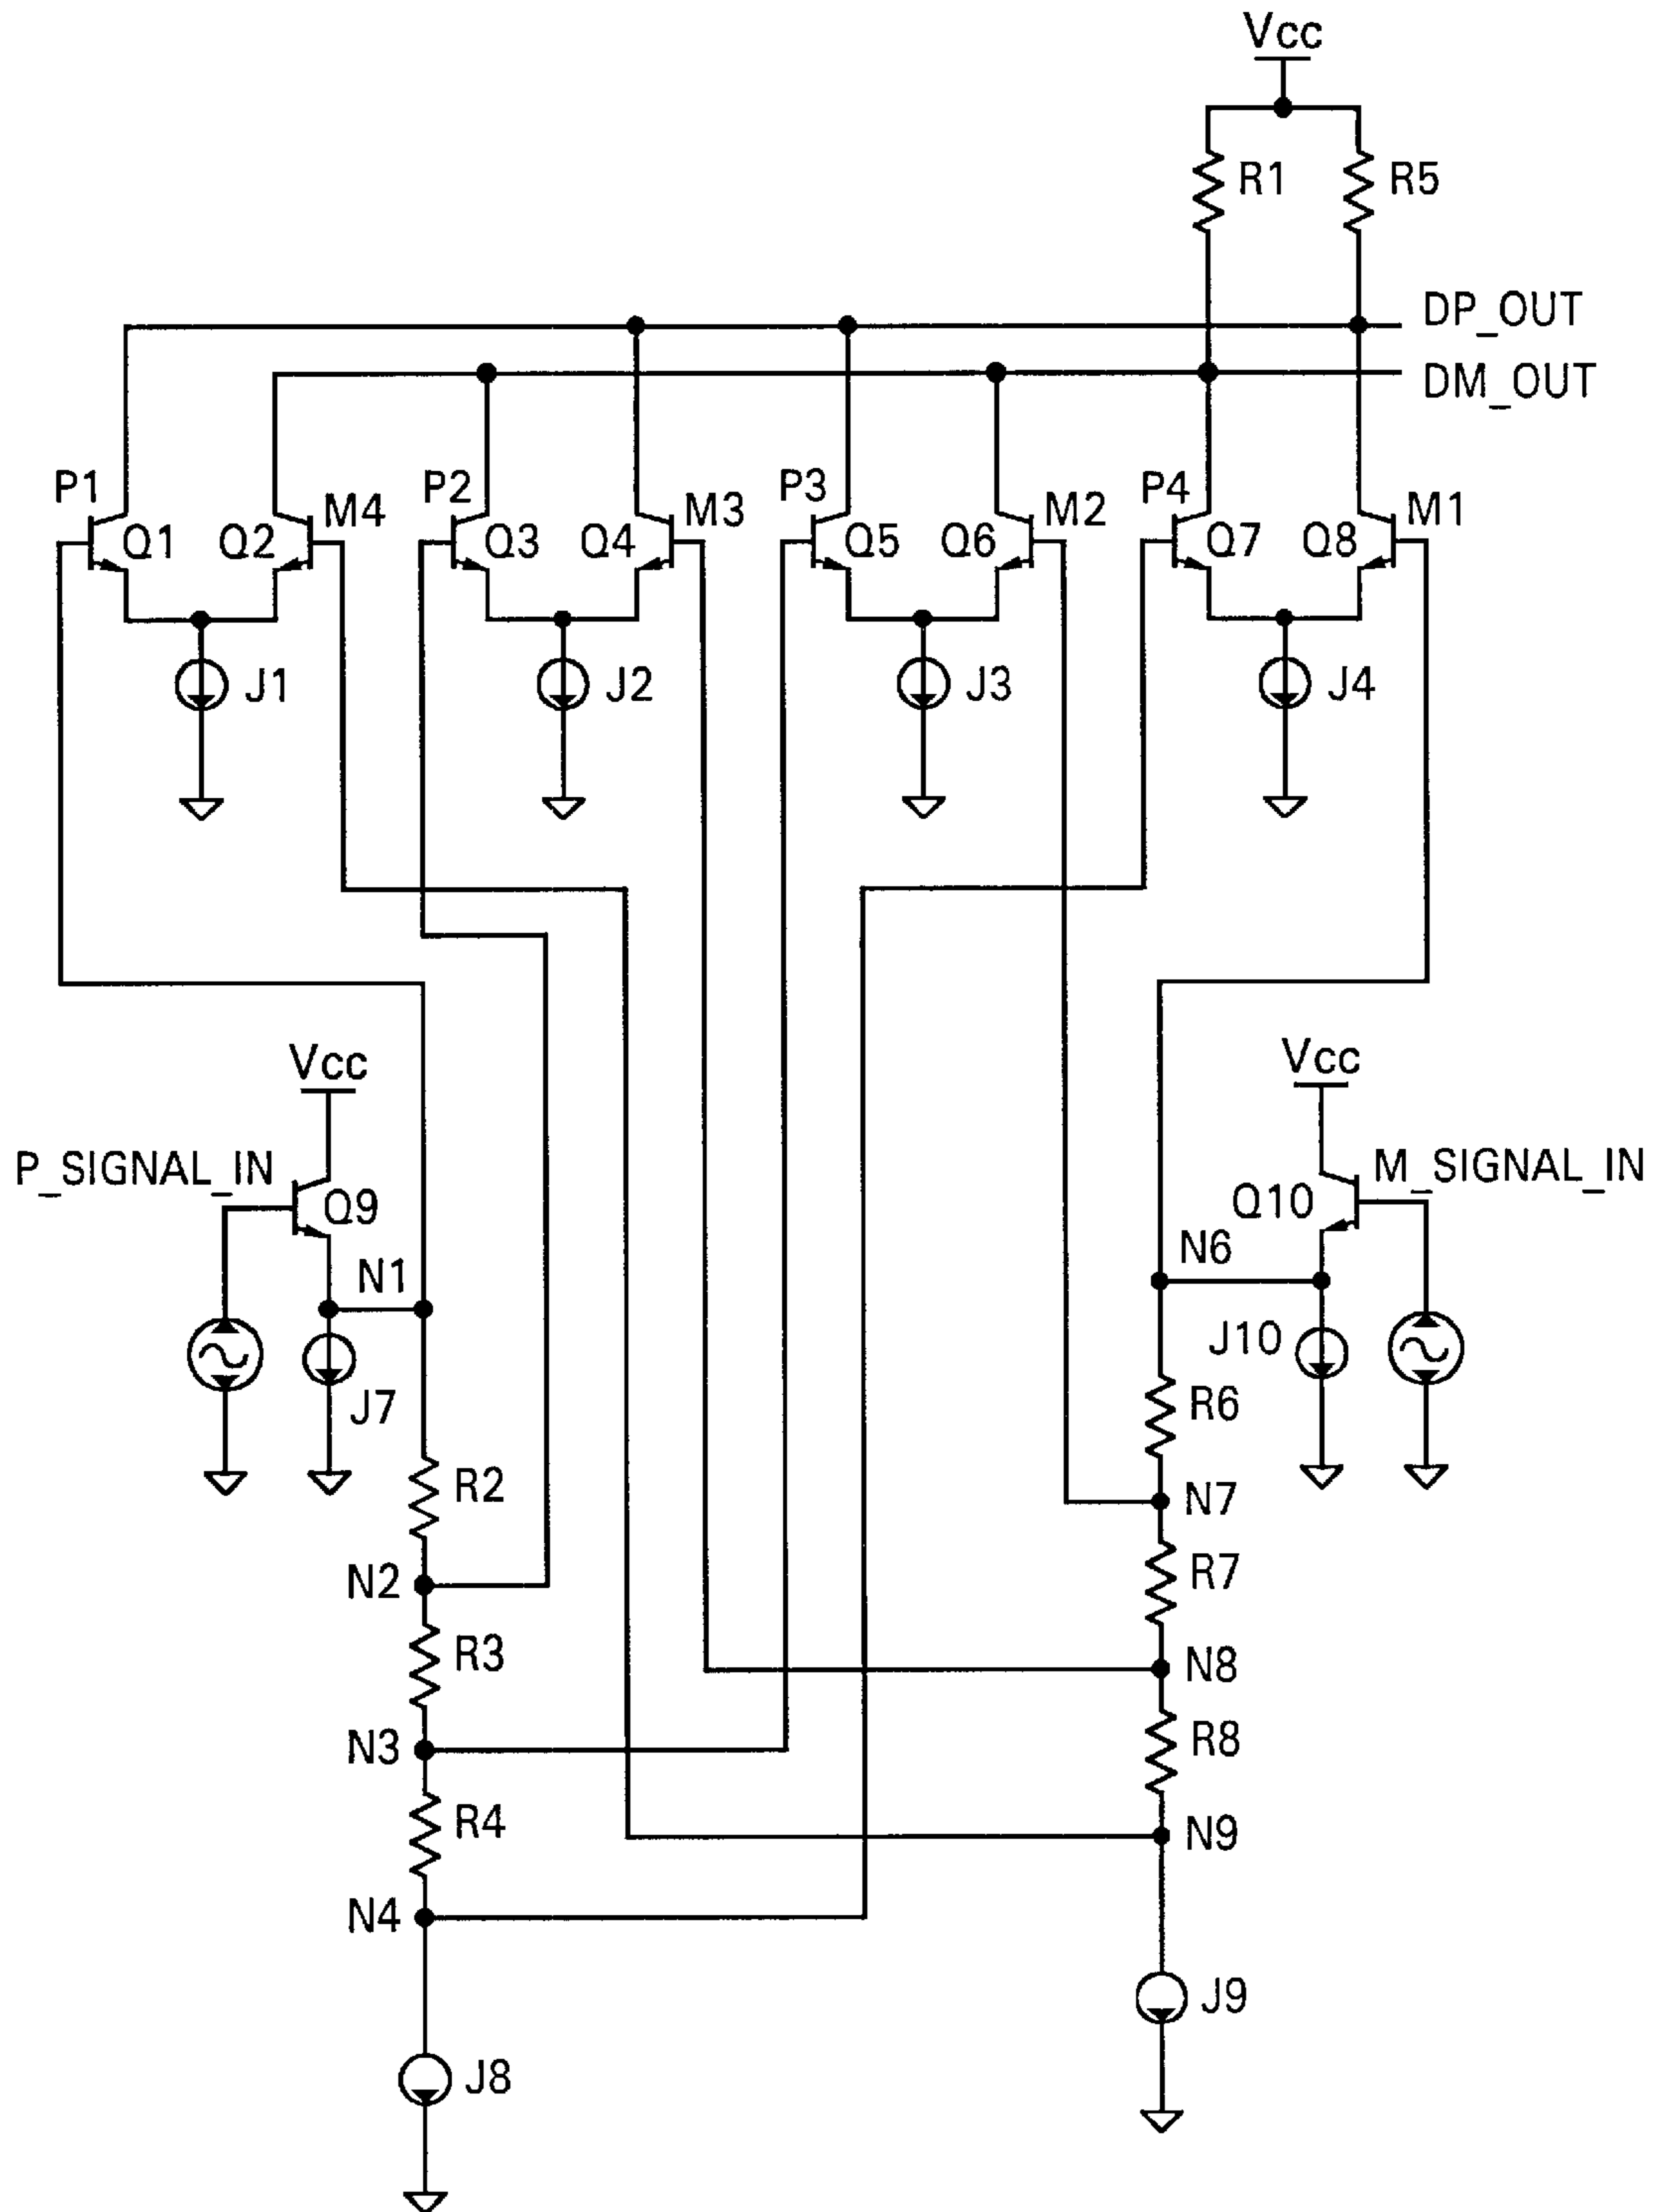 Vcc
R1 R5
DP_OUT
DM_OUT
P1 M4 P2 M3 P3 M2 P4 M1
Q1 Q2 Q3 Q4 Q5 Q6 Q7 Q8
J1 J2 J3 J4
Vcc Vcc
P_SIGNAL_IN M_SIGNAL_IN
Q9 Q10
N1 N6
J7 J10
R6
R2 N7
N2 R7
R3 N8
N3 R8
R4 N9
N4
J9
J8